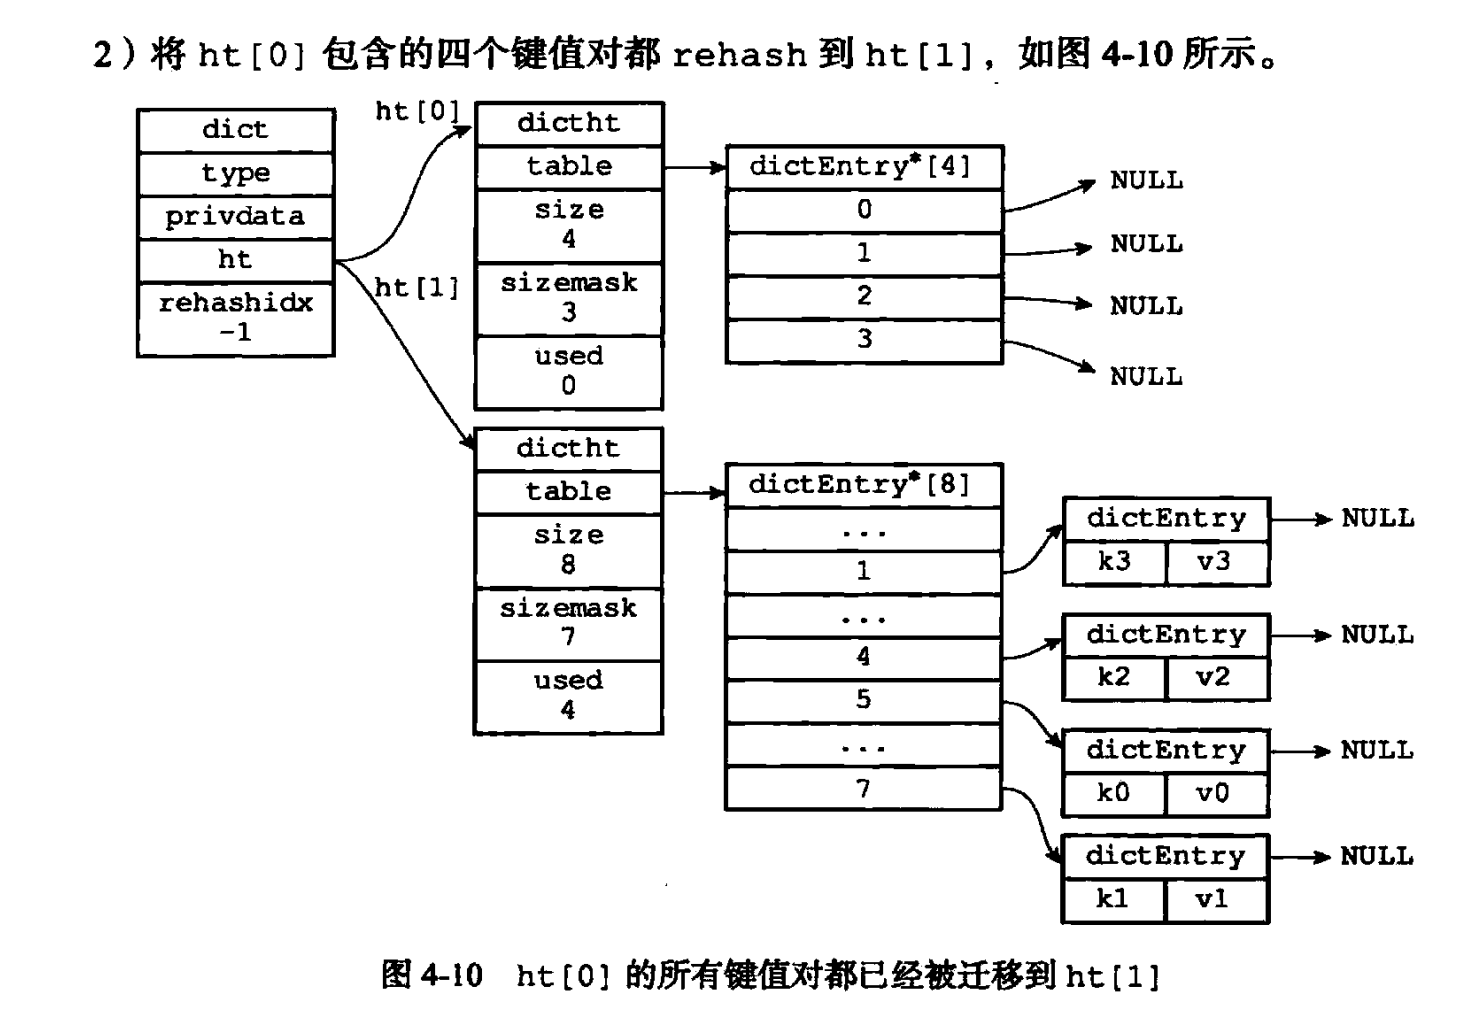 2）将 ht[0] 包含的四个键值对都 rehash 到 ht[1]，如图 4-10 所示。
dict
type
privdata
ht
rehashidx
-1
ht[0]
ht[1]
dictht
table
size
4
sizemask
3
used
0
dictEntry*[4]
0
1
2
3
NULL
NULL
NULL
NULL
dictht
table
size
8
sizemask
7
used
4
dictEntry*[8]
...
1
...
4
5
...
7
dictEntry
k3 v3
NULL
dictEntry
k2 v2
NULL
dictEntry
k0 v0
NULL
dictEntry
k1 v1
NULL
图 4-10 ht[0] 的所有键值对都已经被迁移到 ht[1]